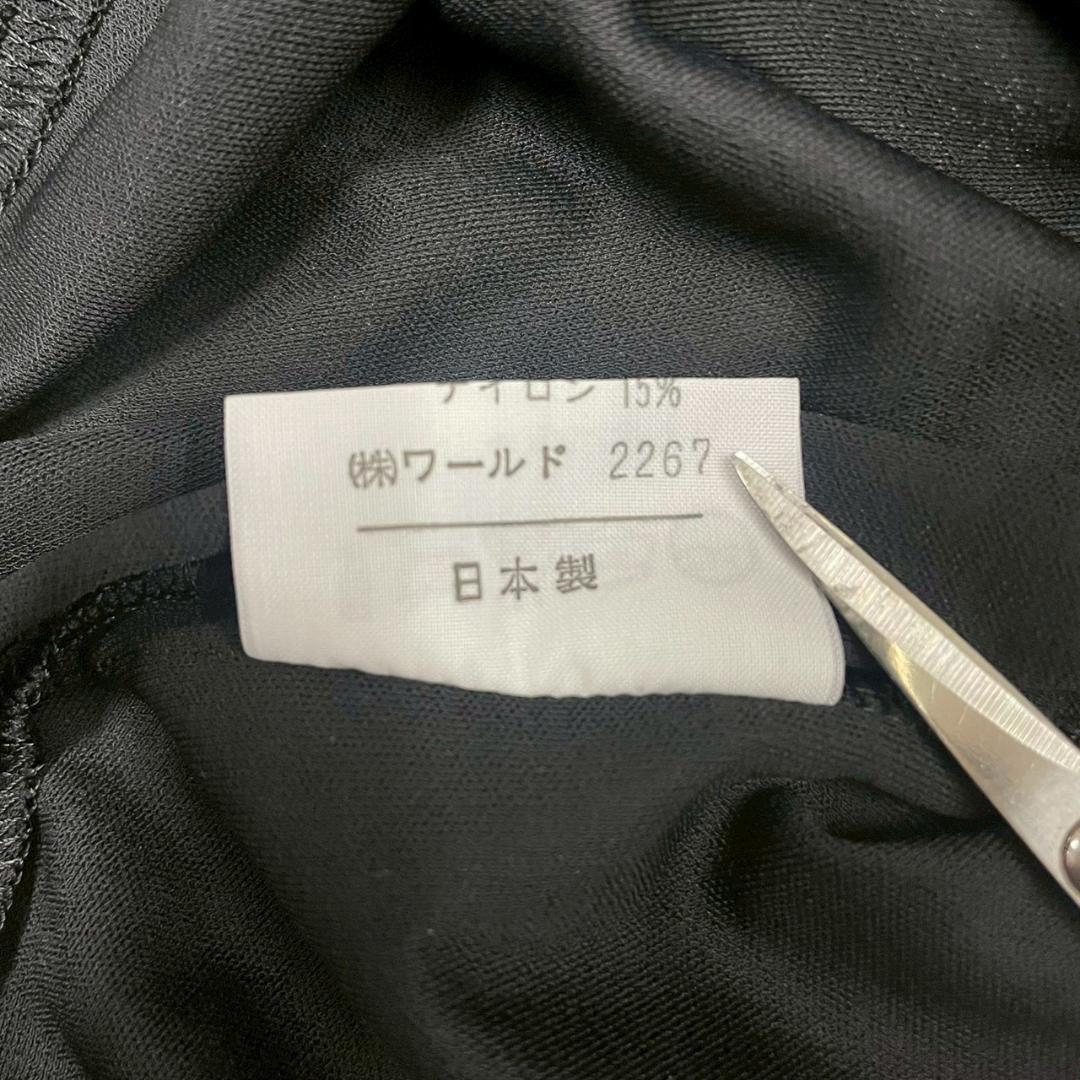 ナイロン 15%
(株)ワールド 2267
日本製